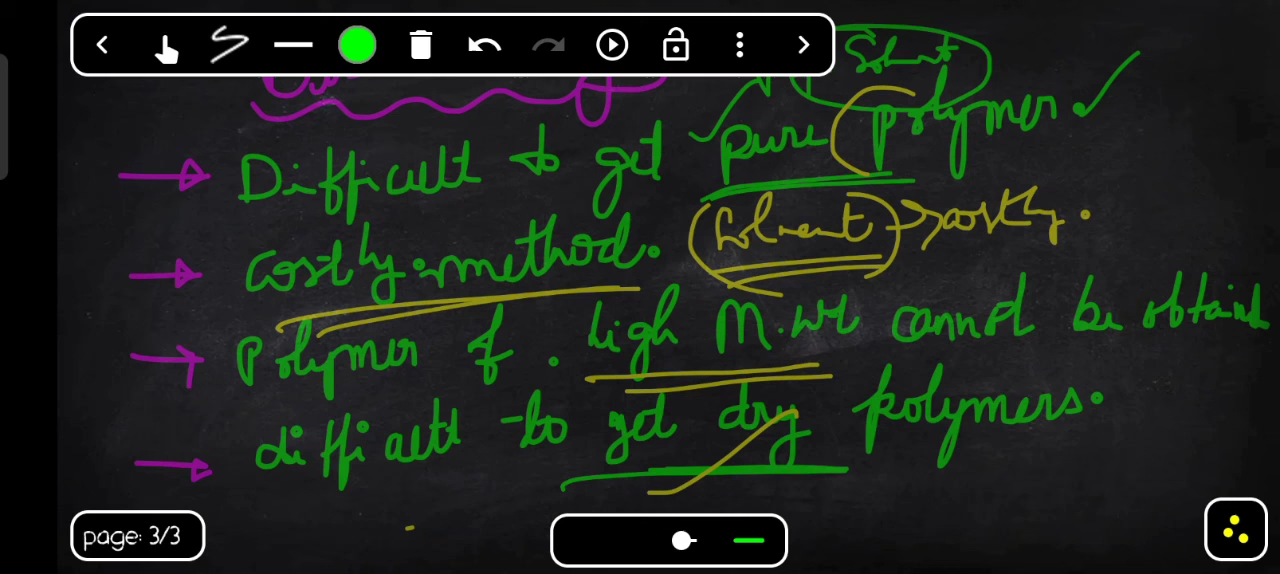 Solvent
Difficult to get pure polymer.
Costly method. (Solvent) → costly.
Polymer of high M.wt cannot be obtained
difficult to get dry polymers.
page: 3/3